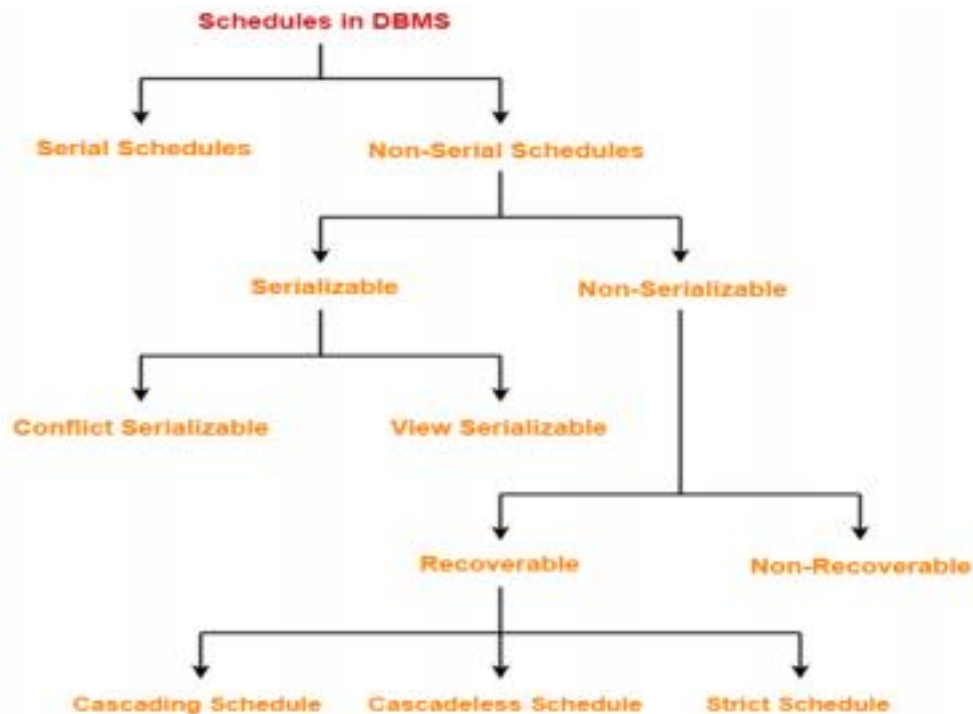 Schedules in DBMS
Serial Schedules
Non-Serial Schedules
Serializable
Non-Serializable
Conflict Serializable
View Serializable
Recoverable
Non-Recoverable
Cascading Schedule
Cascadeless Schedule
Strict Schedule